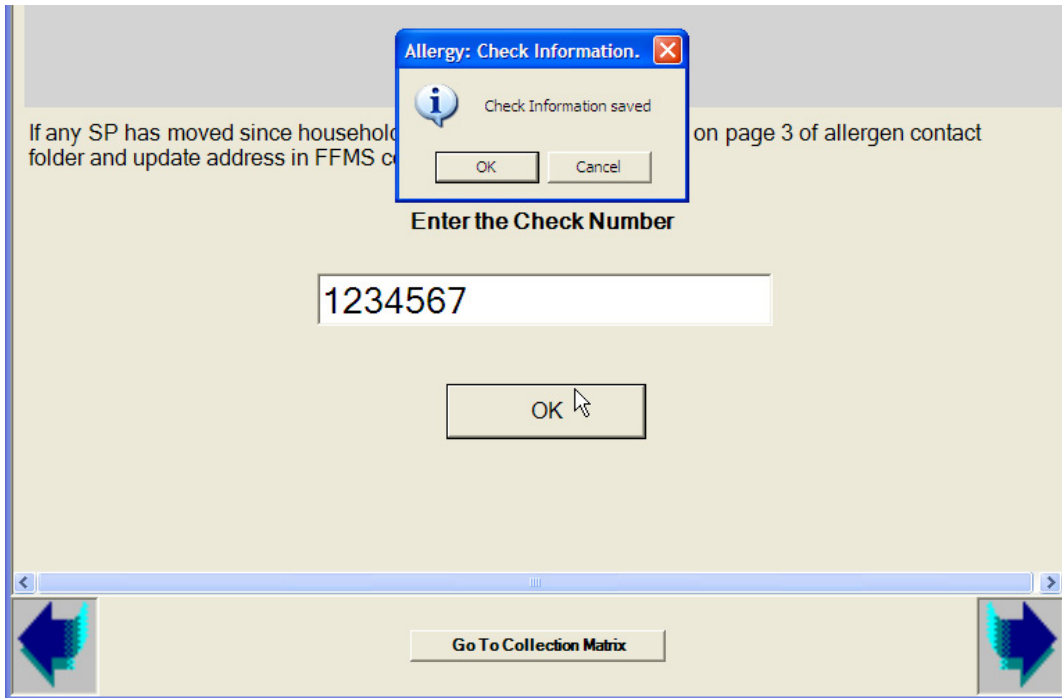 Allergy: Check Information.
Check Information saved
OK Cancel
If any SP has moved since household on page 3 of allergen contact
folder and update address in FFMS
Enter the Check Number
1234567
OK
Go To Collection Matrix